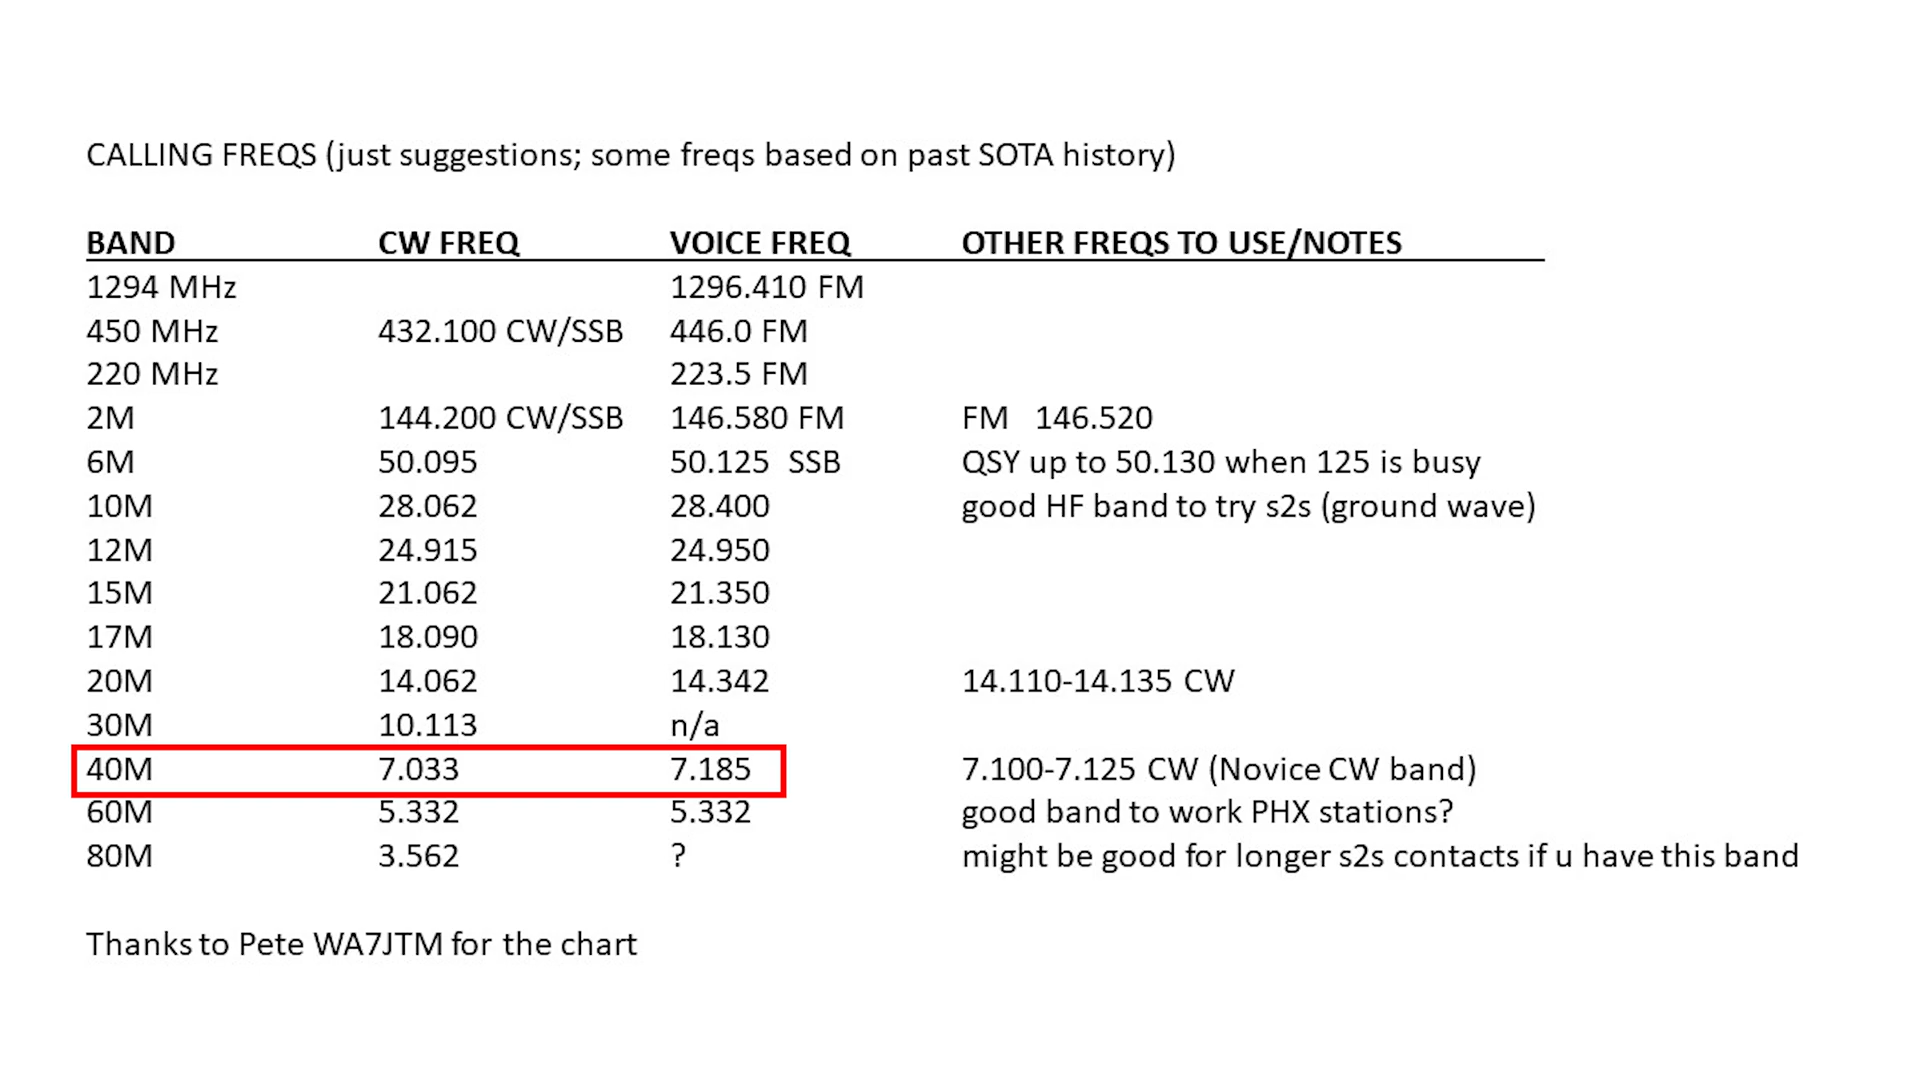 CALLING FREQS (just suggestions; some freqs based on past SOTA history)
BAND CW FREQ VOICE FREQ OTHER FREQS TO USE/NOTES
1294 MHz 1296.410 FM
450 MHz 432.100 CW/SSB 446.0 FM
220 MHz 223.5 FM
2M 144.200 CW/SSB 146.580 FM FM 146.520
6M 50.095 50.125 SSB QSY up to 50.130 when 125 is busy
10M 28.062 28.400 good HF band to try s2s (ground wave)
12M 24.915 24.950
15M 21.062 21.350
17M 18.090 18.130
20M 14.062 14.342 14.110-14.135 CW
30M 10.113 n/a
40M 7.033 7.185 7.100-7.125 CW (Novice CW band)
60M 5.332 5.332 good band to work PHX stations?
80M 3.562 ? might be good for longer s2s contacts if u have this band
Thanks to Pete WA7JTM for the chart